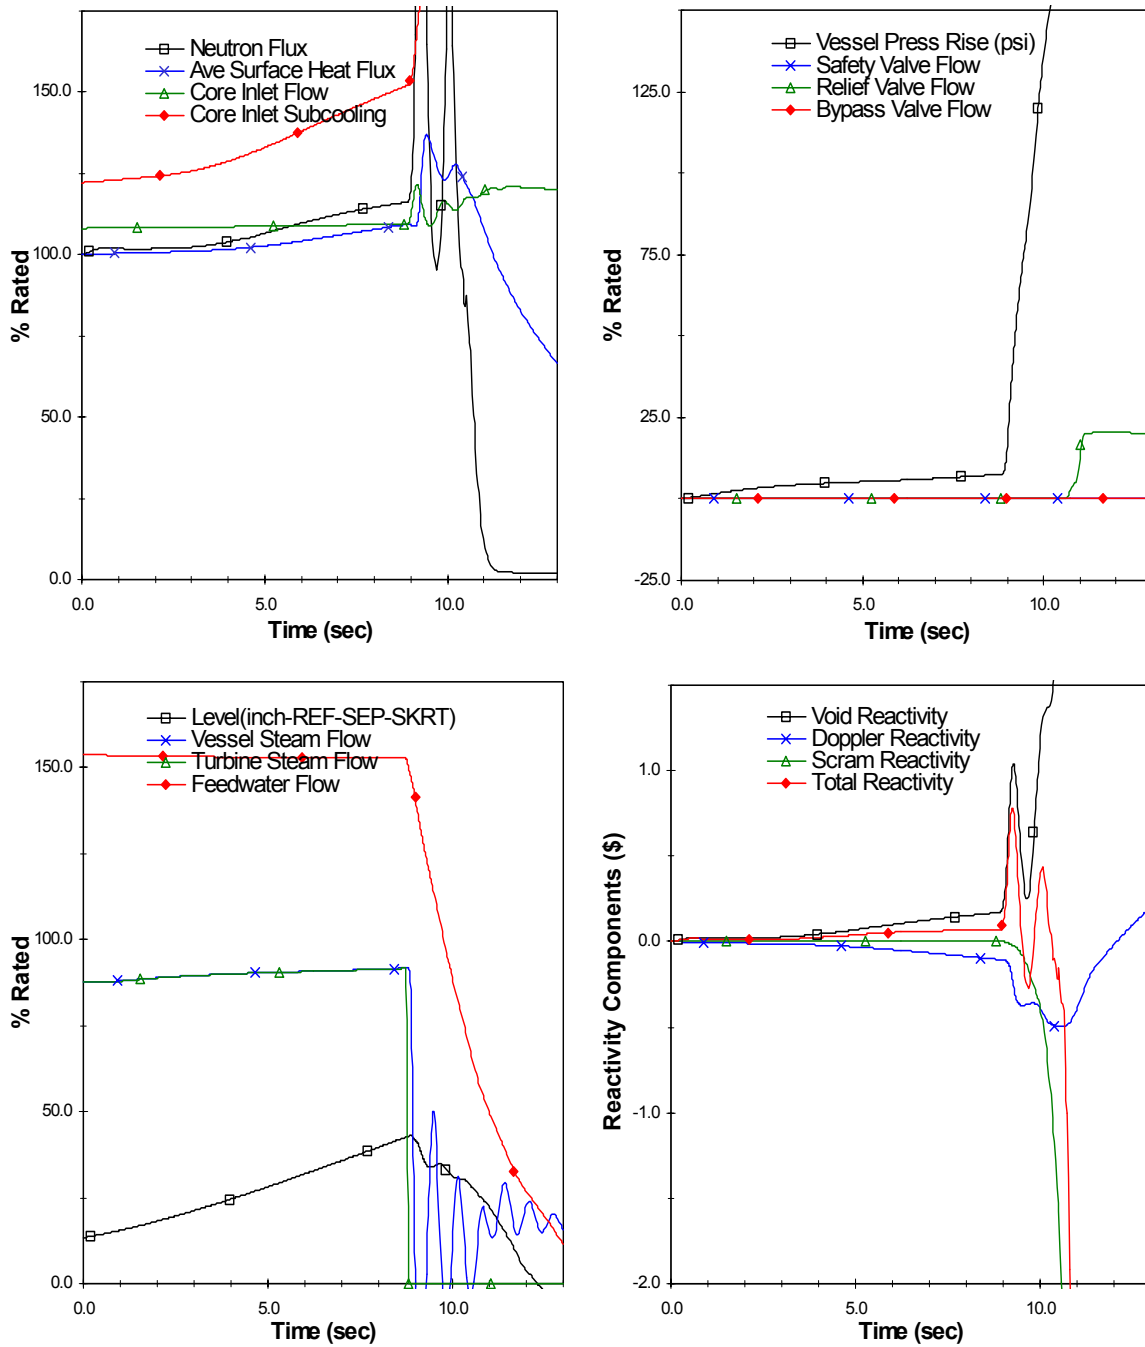 Neutron Flux
Ave Surface Heat Flux
Core Inlet Flow
Core Inlet Subcooling
150.0
100.0
50.0
0.0
% Rated
0.0 5.0 10.0
Time (sec)
Vessel Press Rise (psi)
Safety Valve Flow
Relief Valve Flow
Bypass Valve Flow
125.0
75.0
25.0
-25.0
% Rated
0.0 5.0 10.0
Time (sec)
Level(inch-REF-SEP-SKRT)
Vessel Steam Flow
Turbine Steam Flow
Feedwater Flow
150.0
100.0
50.0
0.0
% Rated
0.0 5.0 10.0
Time (sec)
Void Reactivity
Doppler Reactivity
Scram Reactivity
Total Reactivity
1.0
0.0
-1.0
-2.0
Reactivity Components ($)
0.0 5.0 10.0
Time (sec)